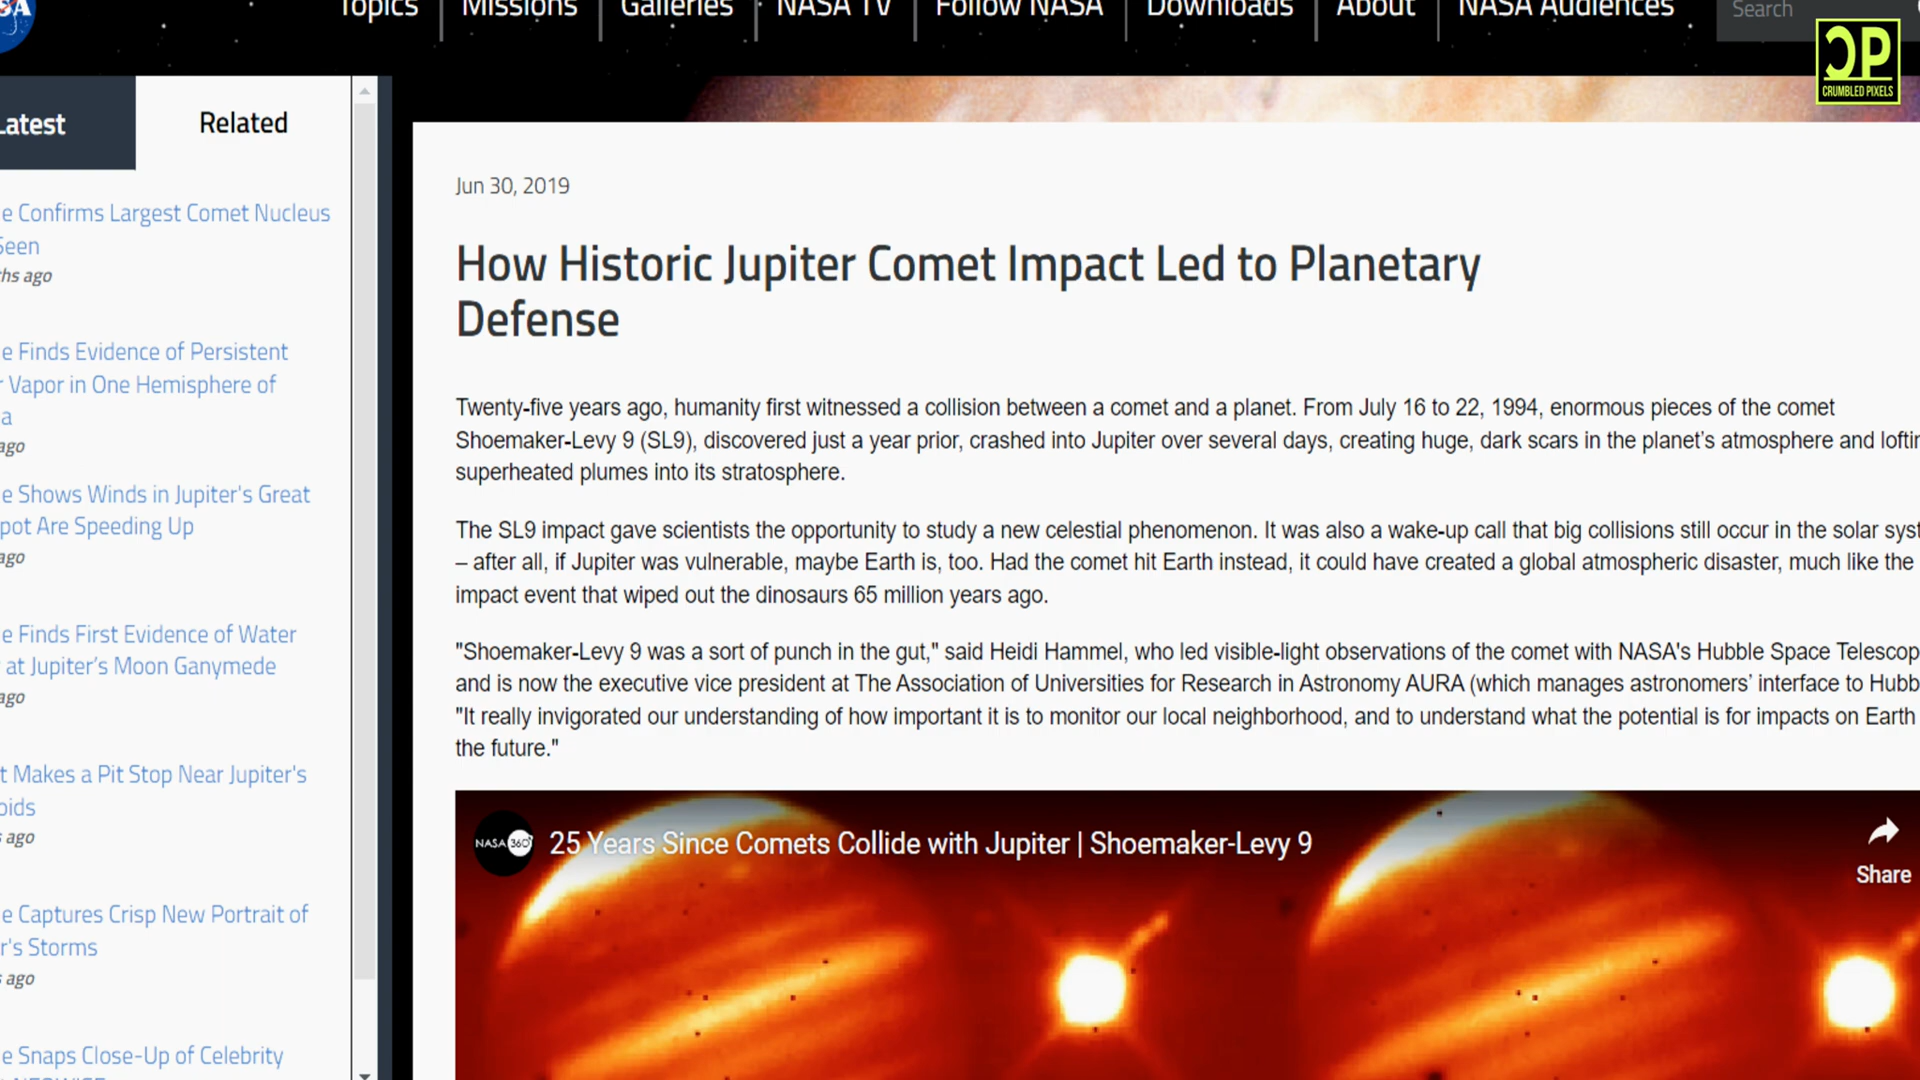 Topics Missions Galleries NASA TV Follow NASA Downloads About NASA Audiences Search
CP
CRUMBLED PIXELS
Latest Related
e Confirms Largest Comet Nucleus
Seen
ths ago
e Finds Evidence of Persistent
r Vapor in One Hemisphere of
a
ago
e Shows Winds in Jupiter's Great
pot Are Speeding Up
ago
e Finds First Evidence of Water
at Jupiter’s Moon Ganymede
ago
t Makes a Pit Stop Near Jupiter's
oids
s ago
e Captures Crisp New Portrait of
r's Storms
s ago
e Snaps Close-Up of Celebrity
Jun 30, 2019
How Historic Jupiter Comet Impact Led to Planetary
Defense
Twenty-five years ago, humanity first witnessed a collision between a comet and a planet. From July 16 to 22, 1994, enormous pieces of the comet
Shoemaker-Levy 9 (SL9), discovered just a year prior, crashed into Jupiter over several days, creating huge, dark scars in the planet’s atmosphere and loftin
superheated plumes into its stratosphere.
The SL9 impact gave scientists the opportunity to study a new celestial phenomenon. It was also a wake-up call that big collisions still occur in the solar syst
– after all, if Jupiter was vulnerable, maybe Earth is, too. Had the comet hit Earth instead, it could have created a global atmospheric disaster, much like the
impact event that wiped out the dinosaurs 65 million years ago.
"Shoemaker-Levy 9 was a sort of punch in the gut," said Heidi Hammel, who led visible-light observations of the comet with NASA's Hubble Space Telescop
and is now the executive vice president at The Association of Universities for Research in Astronomy AURA (which manages astronomers’ interface to Hubb
"It really invigorated our understanding of how important it is to monitor our local neighborhood, and to understand what the potential is for impacts on Earth
the future."
NASA 360° 25 Years Since Comets Collide with Jupiter | Shoemaker-Levy 9
Share